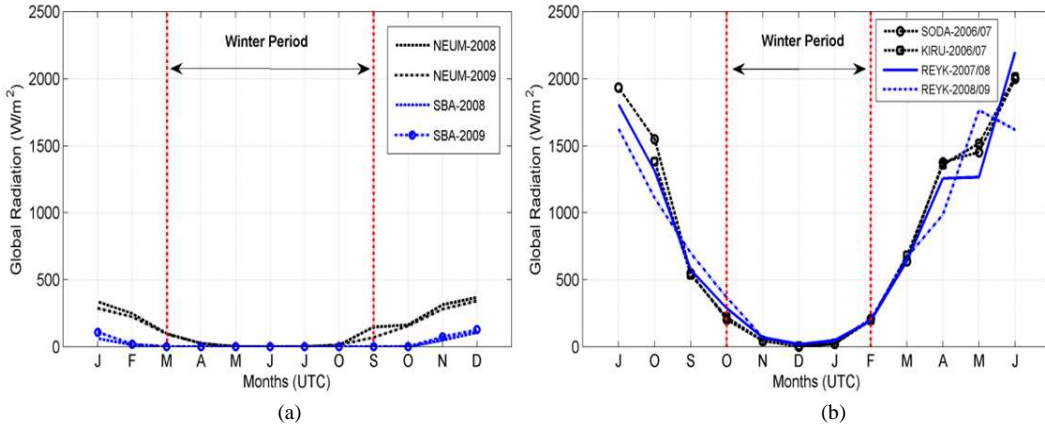 2500
2000
1500
1000
500
0
Global Radiation (W/m²)
Winter Period
NEUM-2008
NEUM-2009
SBA-2008
SBA-2009
J F M A M J J O S O N D
Months (UTC)
(a)
2500
2000
1500
1000
500
0
Global Radiation (W/m²)
Winter Period
SODA-2006/07
KIRU-2006/07
REYK-2007/08
REYK-2008/09
J O S O N D J F M A M J
Months (UTC)
(b)